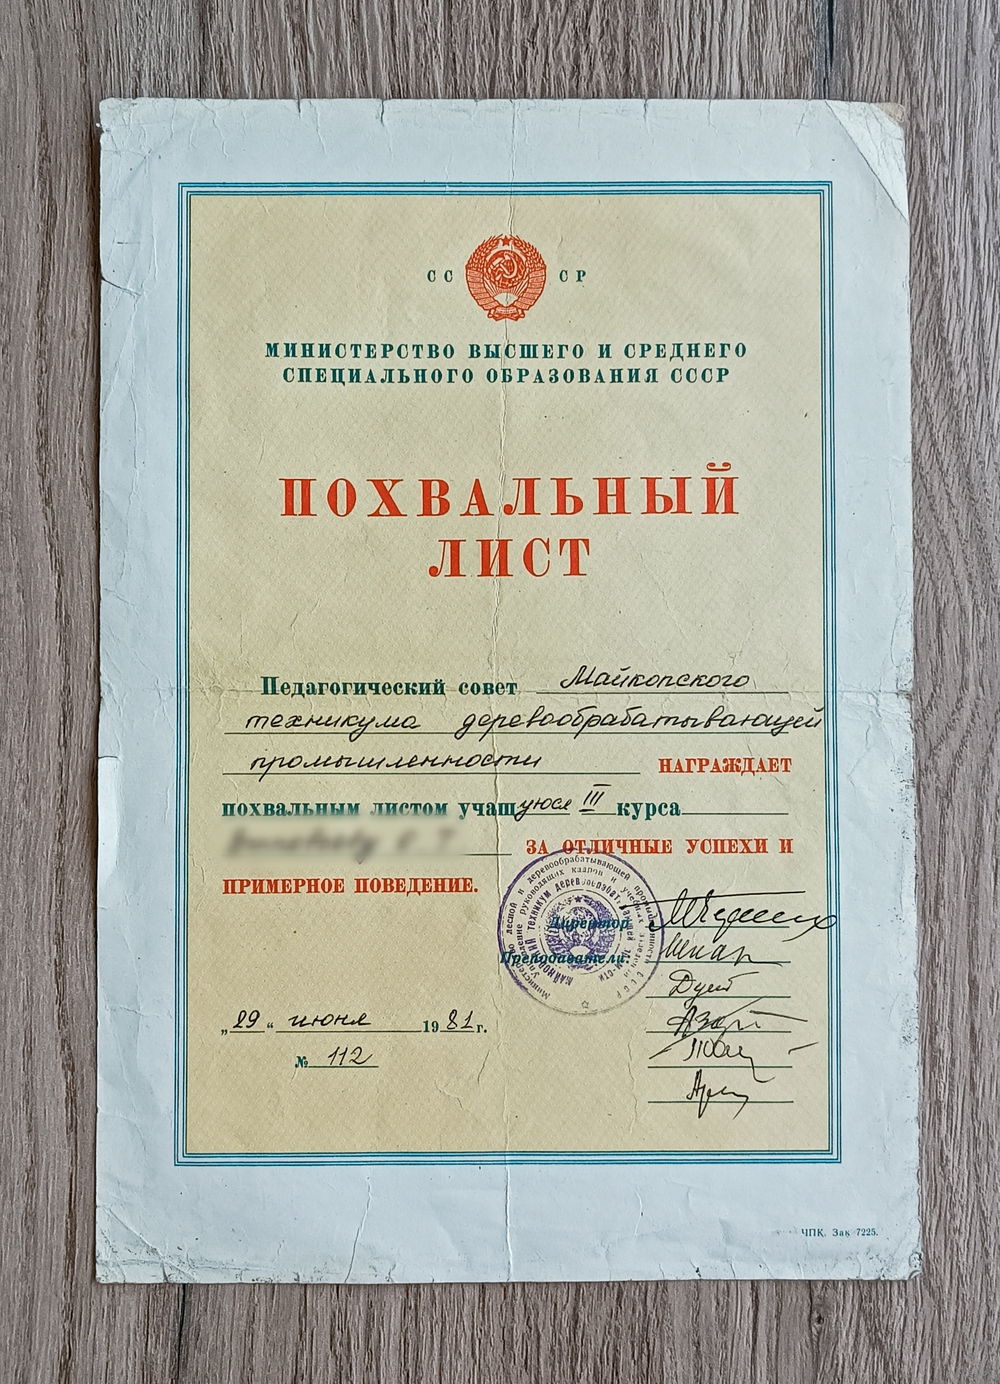 СС СР
МИНИСТЕРСТВО ВЫСШЕГО И СРЕДНЕГО
СПЕЦИАЛЬНОГО ОБРАЗОВАНИЯ СССР
ПОХВАЛЬНЫЙ
ЛИСТ
Педагогический совет Майкопского
техникума деревообрабатывающей
промышленности НАГРАЖДАЕТ
похвальным листом учащуюся III курса
ЗА ОТЛИЧНЫЕ УСПЕХИ И
ПРИМЕРНОЕ ПОВЕДЕНИЕ.
Директор
Преподаватели:
„29“ июня 1981 г.
№ 112
ЧПК. Зак 7225.